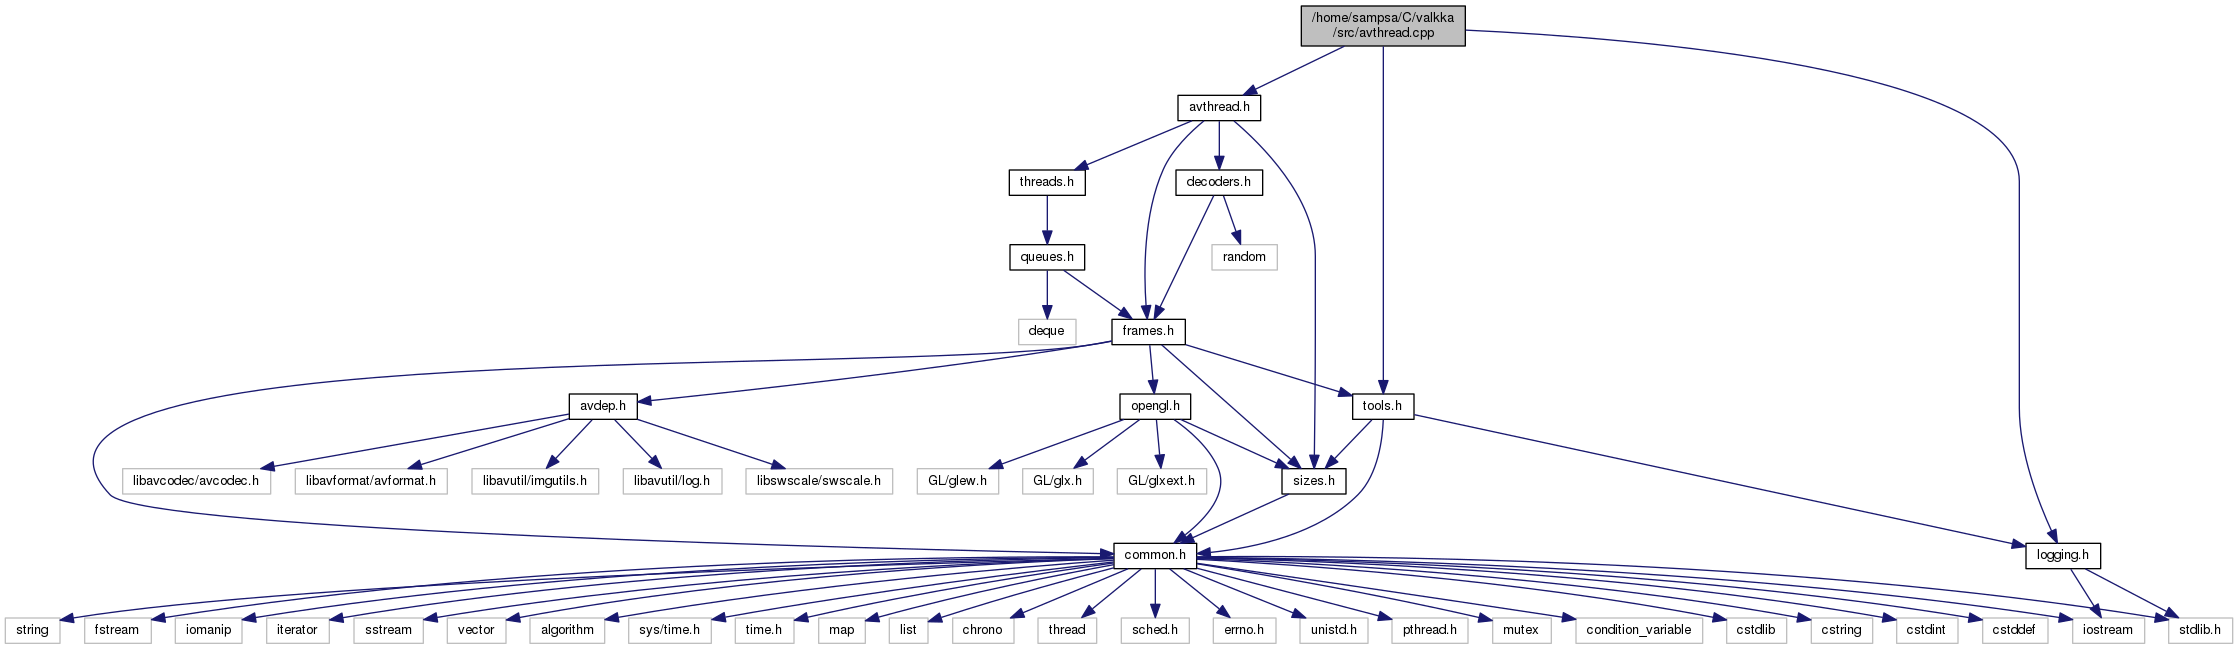 /home/sampsa/C/valkka
/src/avthread.cpp
avthread.h
threads.h
decoders.h
queues.h
random
deque
frames.h
avdep.h
opengl.h
tools.h
libavcodec/avcodec.h
libavformat/avformat.h
libavutil/imgutils.h
libavutil/log.h
libswscale/swscale.h
GL/glew.h
GL/glx.h
GL/glxext.h
sizes.h
common.h
logging.h
string
fstream
iomanip
iterator
sstream
vector
algorithm
sys/time.h
time.h
map
list
chrono
thread
sched.h
errno.h
unistd.h
pthread.h
mutex
condition_variable
cstdlib
cstring
cstdint
cstddef
iostream
stdlib.h